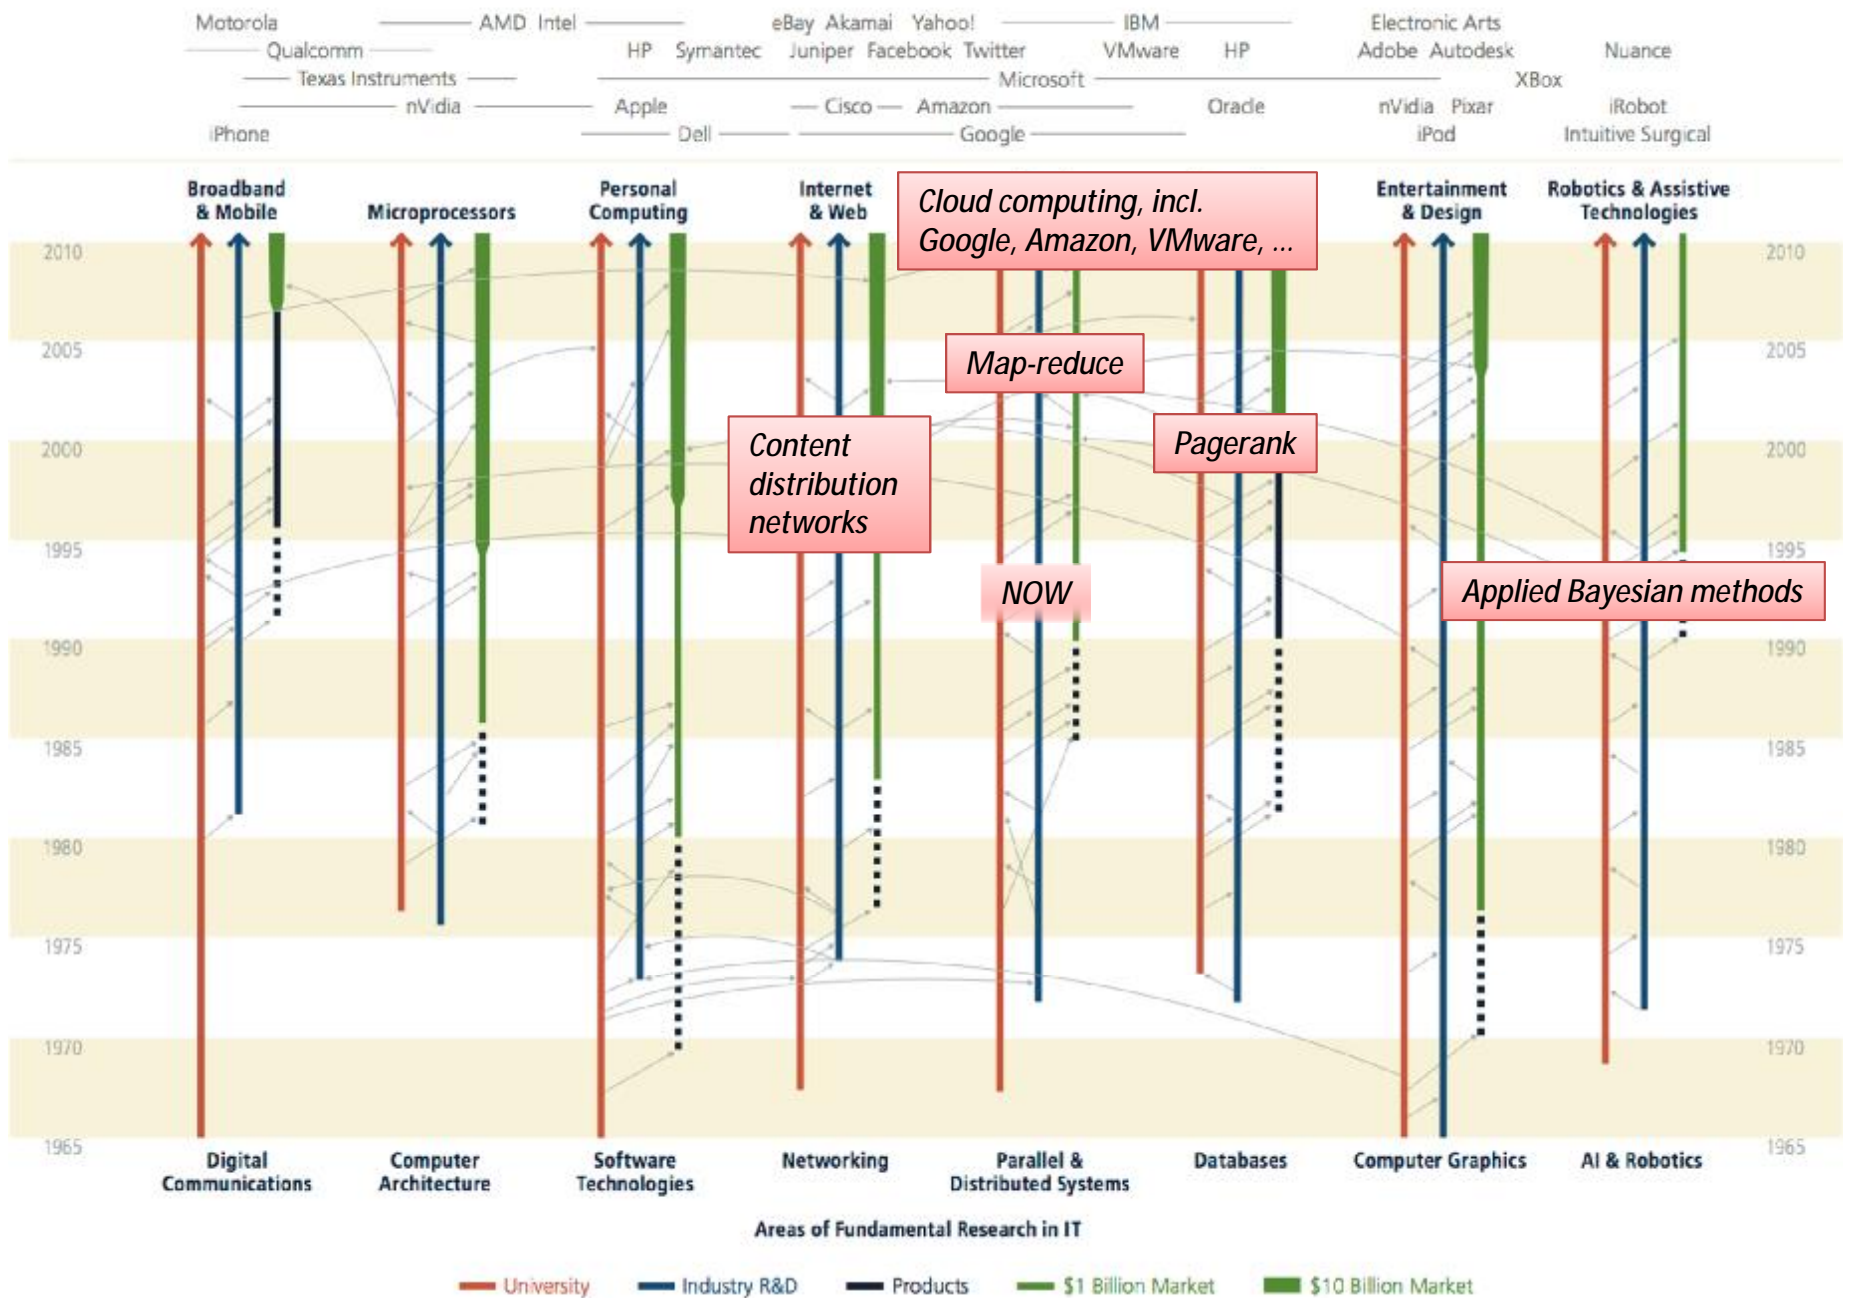 Motorola AMD Intel eBay Akamai Yahoo! IBM Electronic Arts
Qualcomm HP Symantec Juniper Facebook Twitter VMware HP Adobe Autodesk Nuance
Texas Instruments Microsoft XBox
nVidia Apple Cisco Amazon Oracle nVidia Pixar iRobot
iPhone Dell Google iPod Intuitive Surgical
Broadband
& Mobile
Microprocessors
Personal
Computing
Internet
& Web
Cloud computing, incl.
Google, Amazon, VMware, ...
Entertainment
& Design
Robotics & Assistive
Technologies
2010 2010
2005 2005
Map-reduce
2000 2000
Content
distribution
networks
Pagerank
1995 1995
NOW
Applied Bayesian methods
1990 1990
1985 1985
1980 1980
1975 1975
1970 1970
1965 1965
Digital
Communications
Computer
Architecture
Software
Technologies
Networking
Parallel &
Distributed Systems
Databases
Computer Graphics
AI & Robotics
Areas of Fundamental Research in IT
University Industry R&D Products $1 Billion Market $10 Billion Market